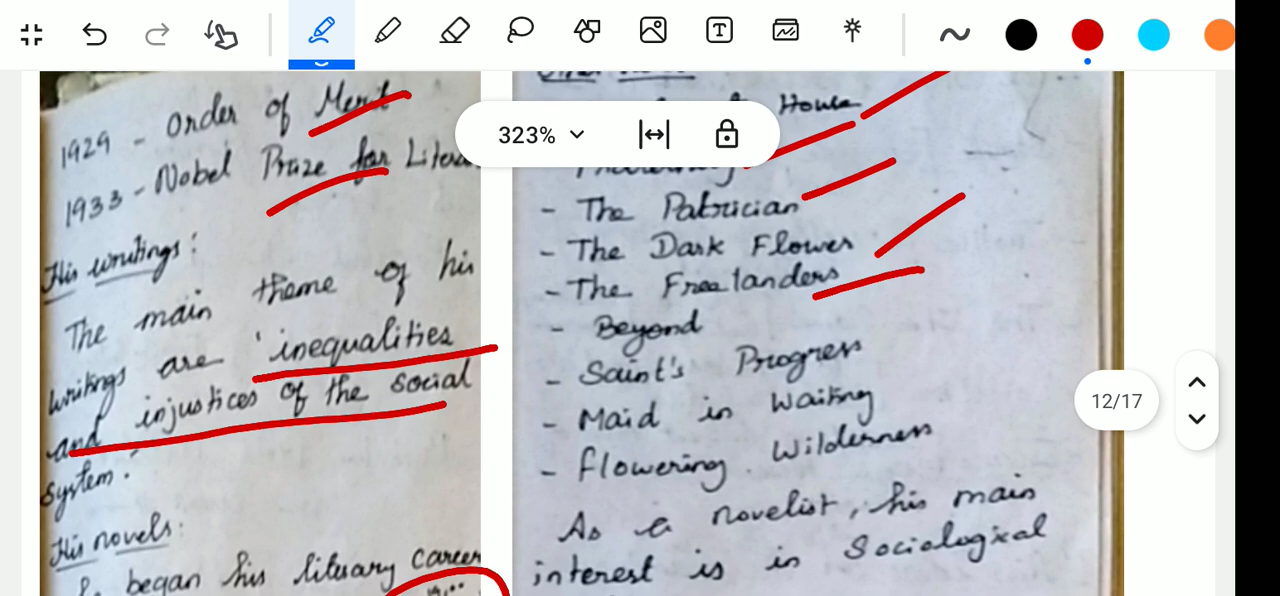 323%
12/17
1929 - Order of Merit
1933 - Nobel Prize for
His writings:
The main theme of his
writings are 'inequalities
and injustices of the social
system.'
His novels:
began his literary career
House
- The Patrician
- The Dark Flower
- The Freelanders
- Beyond
- Saint's Progress
- Maid in Waiting
- Flowering Wilderness
As a novelist, his main
interest is in Sociological